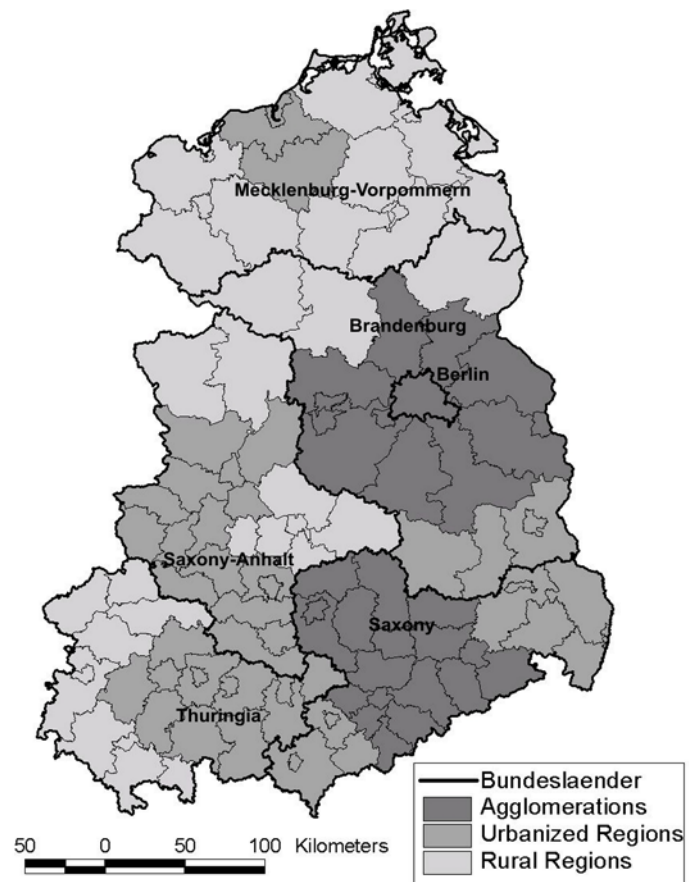 Mecklenburg-Vorpommern
Brandenburg
Berlin
Saxony-Anhalt
Saxony
Thuringia
Bundeslaender
Agglomerations
Urbanized Regions
Rural Regions
50 0 50 100 Kilometers